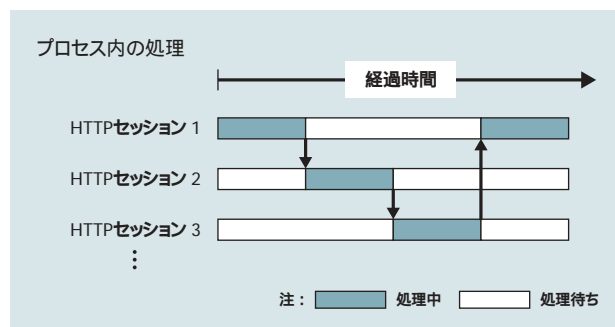 プロセス内の処理
経過時間
HTTPセッション 1
HTTPセッション 2
HTTPセッション 3
⋮
注： 処理中 処理待ち